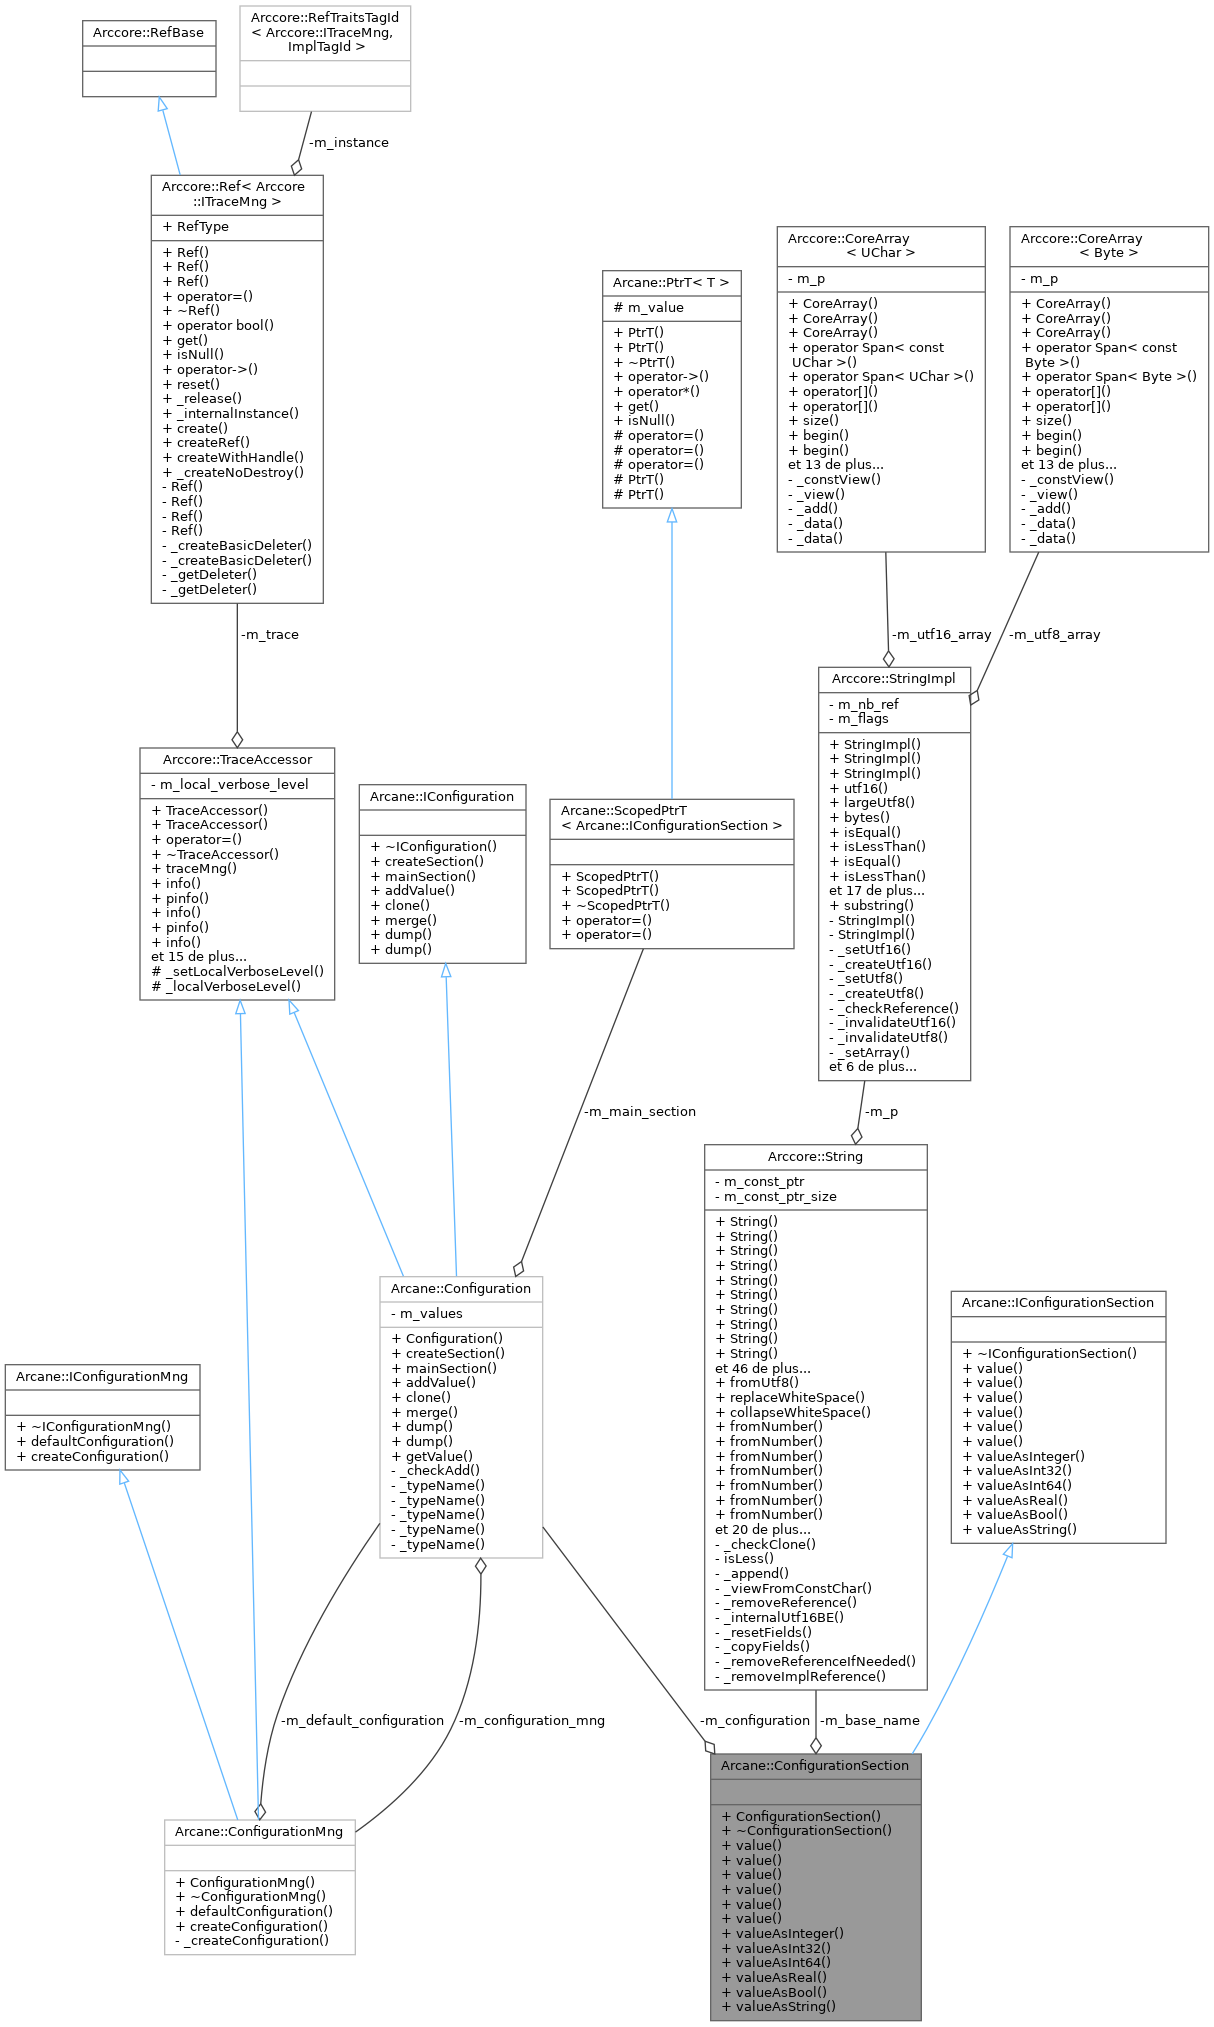 Arccore::RefBase
Arccore::RefTraitsTagId
< Arccore::ITraceMng,
ImplTagId >
-m_instance
Arccore::Ref< Arccore
::ITraceMng >
+ RefType
+ Ref()
+ Ref()
+ Ref()
+ operator=()
+ ~Ref()
+ operator bool()
+ get()
+ isNull()
+ operator->()
+ reset()
+ _release()
+ _internalInstance()
+ create()
+ createRef()
+ createWithHandle()
+ _createNoDestroy()
- Ref()
- Ref()
- Ref()
- Ref()
- _createBasicDeleter()
- _createBasicDeleter()
- _getDeleter()
- _getDeleter()
Arcane::PtrT< T >
# m_value
+ PtrT()
+ PtrT()
+ ~PtrT()
+ operator->()
+ operator*()
+ get()
+ isNull()
# operator=()
# operator=()
# operator=()
# PtrT()
# PtrT()
Arccore::CoreArray
< UChar >
- m_p
+ CoreArray()
+ CoreArray()
+ CoreArray()
+ operator Span< const
UChar >()
+ operator Span< UChar >()
+ operator[]()
+ operator[]()
+ size()
+ begin()
+ begin()
et 13 de plus...
- _constView()
- _view()
- _add()
- _data()
- _data()
Arccore::CoreArray
< Byte >
- m_p
+ CoreArray()
+ CoreArray()
+ CoreArray()
+ operator Span< const
Byte >()
+ operator Span< Byte >()
+ operator[]()
+ operator[]()
+ size()
+ begin()
+ begin()
et 13 de plus...
- _constView()
- _view()
- _add()
- _data()
- _data()
-m_trace
-m_utf16_array
-m_utf8_array
Arccore::TraceAccessor
- m_local_verbose_level
+ TraceAccessor()
+ TraceAccessor()
+ operator=()
+ ~TraceAccessor()
+ traceMng()
+ info()
+ pinfo()
+ info()
+ pinfo()
+ info()
et 15 de plus...
# _setLocalVerboseLevel()
# _localVerboseLevel()
Arcane::IConfiguration
+ ~IConfiguration()
+ createSection()
+ mainSection()
+ addValue()
+ clone()
+ merge()
+ dump()
+ dump()
Arcane::ScopedPtrT
< Arcane::IConfigurationSection >
+ ScopedPtrT()
+ ScopedPtrT()
+ ~ScopedPtrT()
+ operator=()
+ operator=()
Arccore::StringImpl
- m_nb_ref
- m_flags
+ StringImpl()
+ StringImpl()
+ StringImpl()
+ utf16()
+ largeUtf8()
+ bytes()
+ isEqual()
+ isLessThan()
+ isEqual()
+ isLessThan()
et 17 de plus...
+ substring()
- StringImpl()
- StringImpl()
- _setUtf16()
- _createUtf16()
- _setUtf8()
- _createUtf8()
- _checkReference()
- _invalidateUtf16()
- _invalidateUtf8()
- _setArray()
et 6 de plus...
-m_main_section
-m_p
Arccore::String
- m_const_ptr
- m_const_ptr_size
+ String()
+ String()
+ String()
+ String()
+ String()
+ String()
+ String()
+ String()
+ String()
+ String()
et 46 de plus...
+ fromUtf8()
+ replaceWhiteSpace()
+ collapseWhiteSpace()
+ fromNumber()
+ fromNumber()
+ fromNumber()
+ fromNumber()
+ fromNumber()
+ fromNumber()
+ fromNumber()
et 20 de plus...
- _checkClone()
- isLess()
- _append()
- _viewFromConstChar()
- _removeReference()
- _internalUtf16BE()
- _resetFields()
- _copyFields()
- _removeReferenceIfNeeded()
- _removeImplReference()
Arcane::Configuration
- m_values
+ Configuration()
+ createSection()
+ mainSection()
+ addValue()
+ clone()
+ merge()
+ dump()
+ dump()
+ getValue()
- _checkAdd()
- _typeName()
- _typeName()
- _typeName()
- _typeName()
- _typeName()
Arcane::IConfigurationSection
+ ~IConfigurationSection()
+ value()
+ value()
+ value()
+ value()
+ value()
+ value()
+ valueAsInteger()
+ valueAsInt32()
+ valueAsInt64()
+ valueAsReal()
+ valueAsBool()
+ valueAsString()
Arcane::IConfigurationMng
+ ~IConfigurationMng()
+ defaultConfiguration()
+ createConfiguration()
-m_default_configuration
-m_configuration_mng
-m_configuration
-m_base_name
Arcane::ConfigurationMng
+ ConfigurationMng()
+ ~ConfigurationMng()
+ defaultConfiguration()
+ createConfiguration()
- _createConfiguration()
Arcane::ConfigurationSection
+ ConfigurationSection()
+ ~ConfigurationSection()
+ value()
+ value()
+ value()
+ value()
+ value()
+ value()
+ valueAsInteger()
+ valueAsInt32()
+ valueAsInt64()
+ valueAsReal()
+ valueAsBool()
+ valueAsString()